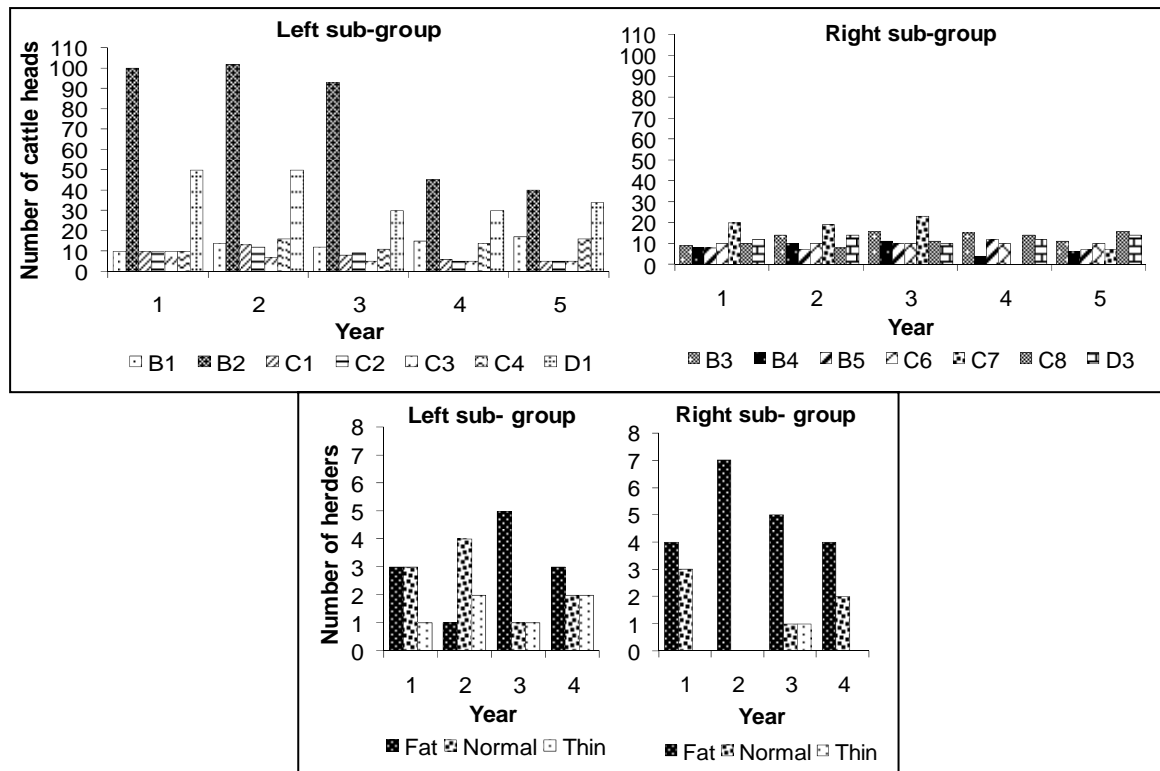 Left sub-group
Number of cattle heads
110
100
90
80
70
60
50
40
30
20
10
0
1 2 3 4 5
Year
B1 B2 C1 C2 C3 C4 D1
Right sub-group
110
100
90
80
70
60
50
40
30
20
10
0
1 2 3 4 5
Year
B3 B4 B5 C6 C7 C8 D3
Left sub- group
Number of herders
8
7
6
5
4
3
2
1
0
1 2 3 4
Year
Fat Normal Thin
Right sub- group
8
7
6
5
4
3
2
1
0
1 2 3 4
Year
Fat Normal Thin